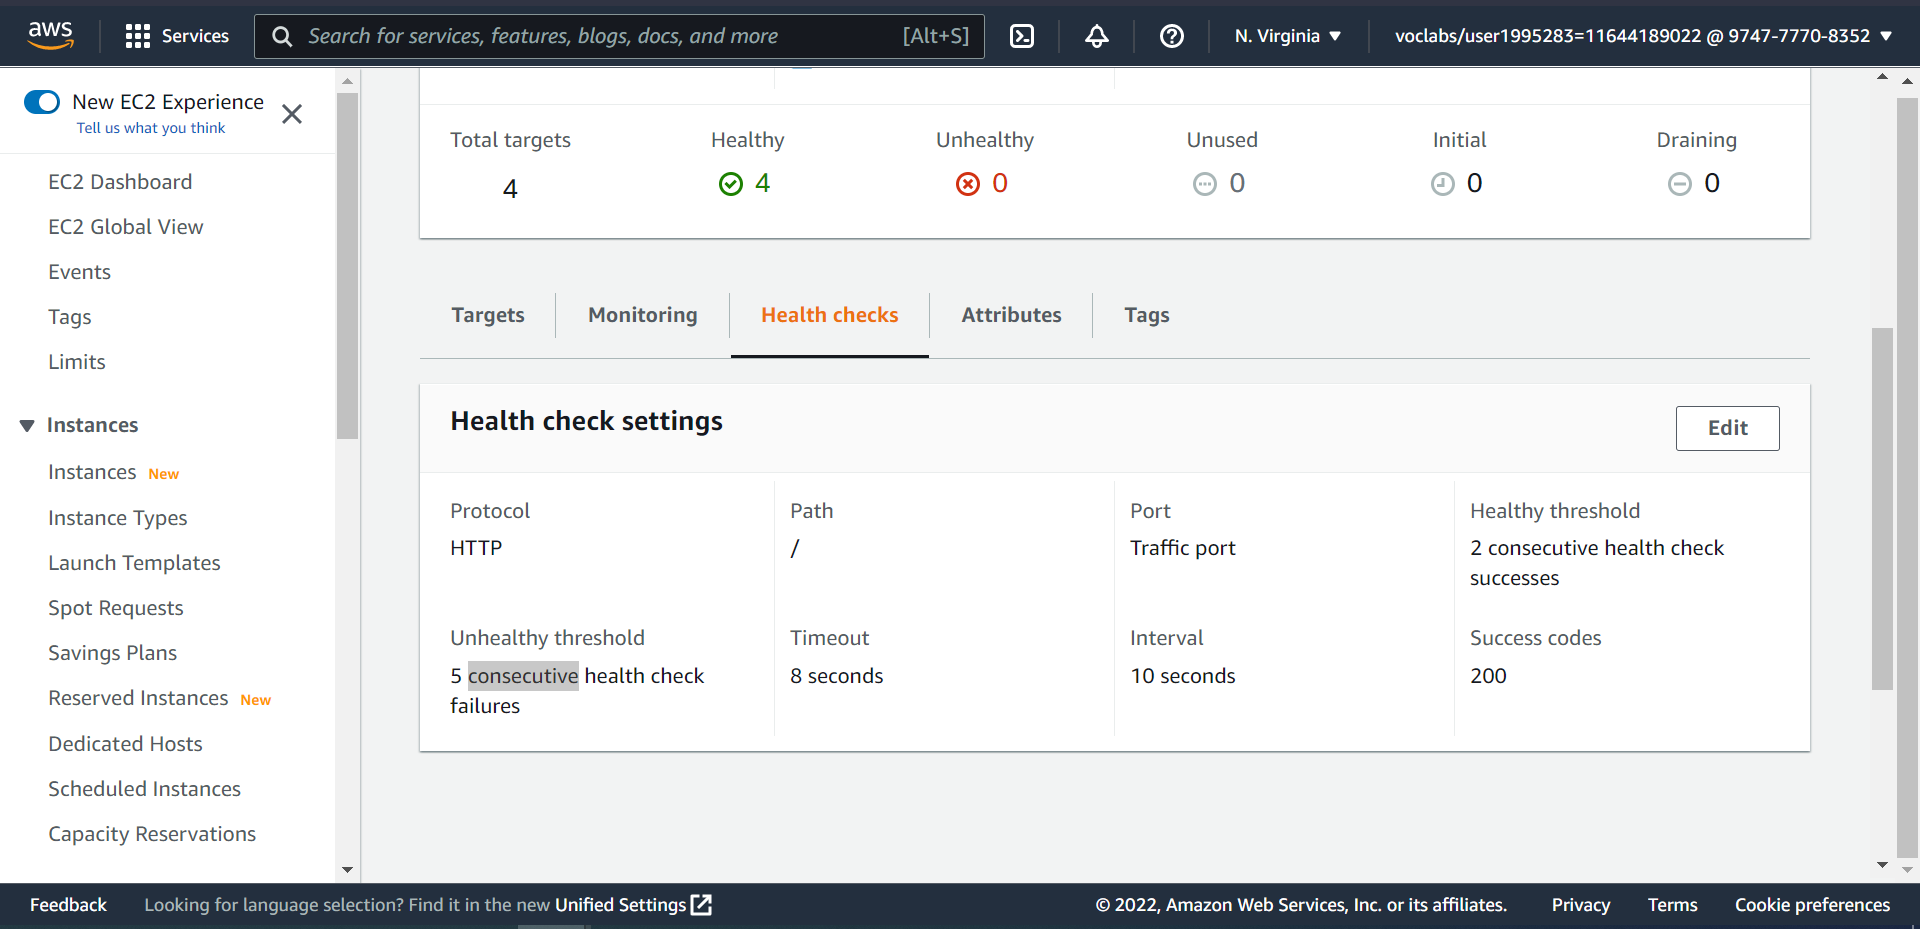 aws
Services
Search for services, features, blogs, docs, and more [Alt+S]
N. Virginia ▼
voclabs/user1995283=11644189022 @ 9747-7770-8352 ▼
New EC2 Experience
Tell us what you think
EC2 Dashboard
EC2 Global View
Events
Tags
Limits
Instances
Instances New
Instance Types
Launch Templates
Spot Requests
Savings Plans
Reserved Instances New
Dedicated Hosts
Scheduled Instances
Capacity Reservations
Total targets
4
Healthy
4
Unhealthy
0
Unused
0
Initial
0
Draining
0
Targets
Monitoring
Health checks
Attributes
Tags
Health check settings
Edit
Protocol
HTTP
Path
/
Port
Traffic port
Healthy threshold
2 consecutive health check
successes
Unhealthy threshold
5 consecutive health check
failures
Timeout
8 seconds
Interval
10 seconds
Success codes
200
Feedback
Looking for language selection? Find it in the new Unified Settings
© 2022, Amazon Web Services, Inc. or its affiliates.
Privacy
Terms
Cookie preferences